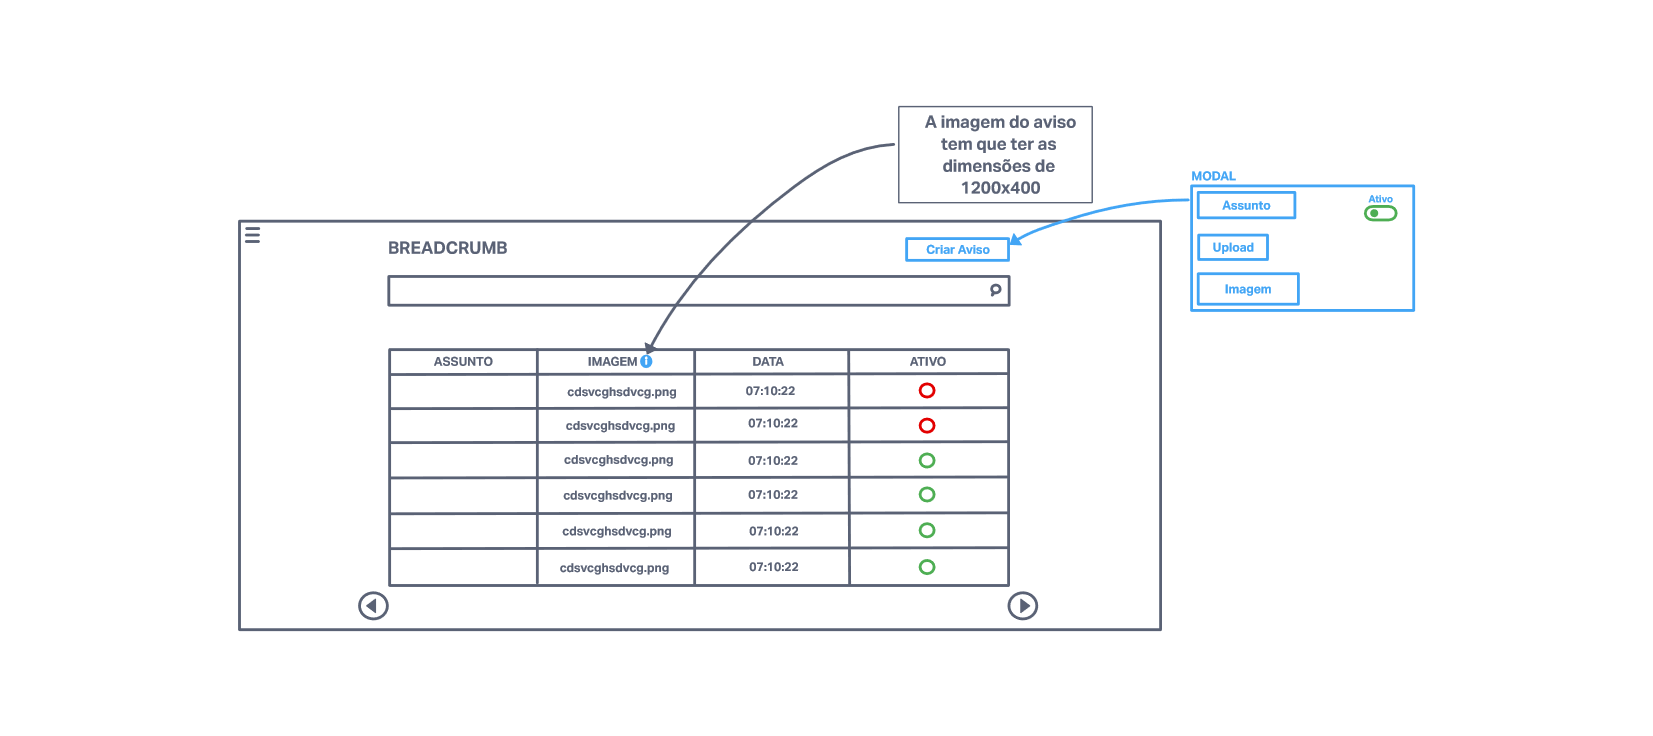 A imagem do aviso
tem que ter as
dimensões de
1200x400
MODAL
Assunto
Ativo
Upload
Imagem
BREADCRUMB
Criar Aviso
ASSUNTO IMAGEM i DATA ATIVO
cdsvcghsdvcg.png 07:10:22
cdsvcghsdvcg.png 07:10:22
cdsvcghsdvcg.png 07:10:22
cdsvcghsdvcg.png 07:10:22
cdsvcghsdvcg.png 07:10:22
cdsvcghsdvcg.png 07:10:22